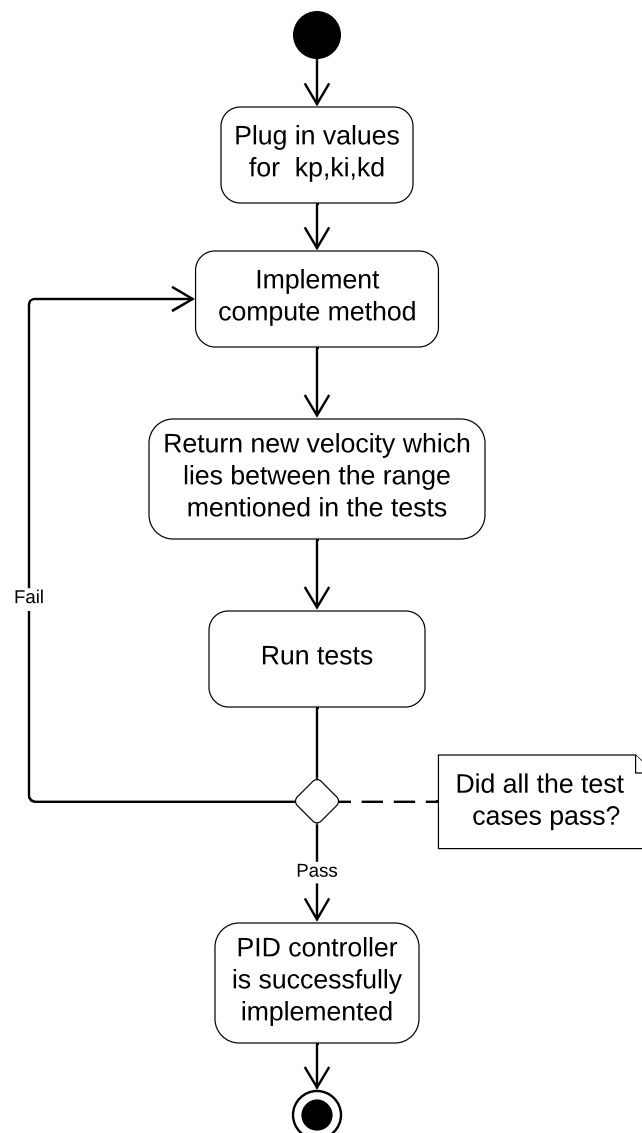 Plug in values
for  kp,ki,kd
Implement
compute method
Return new velocity which
lies between the range
mentioned in the tests
Fail
Run tests
Did all the test
cases pass?
Pass
PID controller
is successfully
implemented